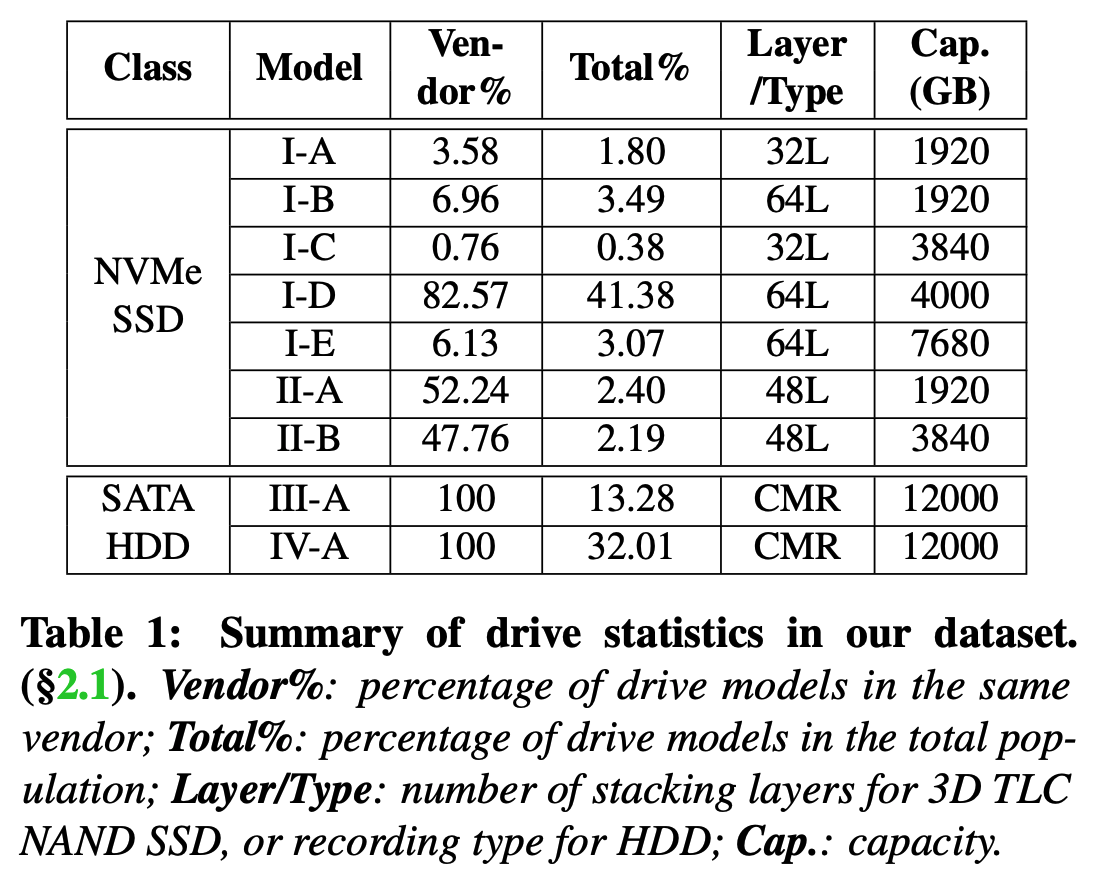 Class Model Ven-dor% Total% Layer/Type Cap. (GB)
NVMe SSD I-A 3.58 1.80 32L 1920
I-B 6.96 3.49 64L 1920
I-C 0.76 0.38 32L 3840
I-D 82.57 41.38 64L 4000
I-E 6.13 3.07 64L 7680
II-A 52.24 2.40 48L 1920
II-B 47.76 2.19 48L 3840
SATA HDD III-A 100 13.28 CMR 12000
IV-A 100 32.01 CMR 12000
Table 1: Summary of drive statistics in our dataset.
(§2.1). Vendor%: percentage of drive models in the same
vendor; Total%: percentage of drive models in the total pop-
ulation; Layer/Type: number of stacking layers for 3D TLC
NAND SSD, or recording type for HDD; Cap.: capacity.